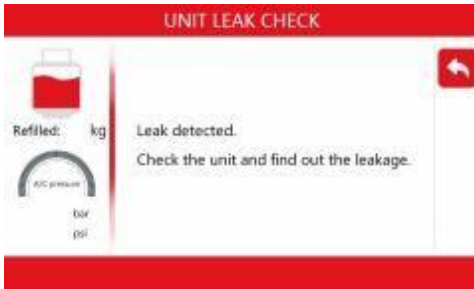 UNIT LEAK CHECK
Refilled: kg
Leak detected.
Check the unit and find out the leakage.
A/C pressure
bar
psi